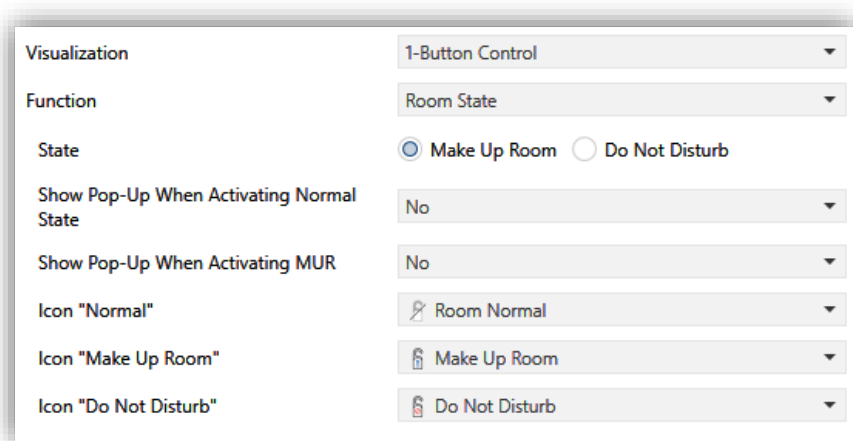 Visualization 1-Button Control
Function Room State
State Make Up Room Do Not Disturb
Show Pop-Up When Activating Normal
State No
Show Pop-Up When Activating MUR No
Icon "Normal" Room Normal
Icon "Make Up Room" Make Up Room
Icon "Do Not Disturb" Do Not Disturb